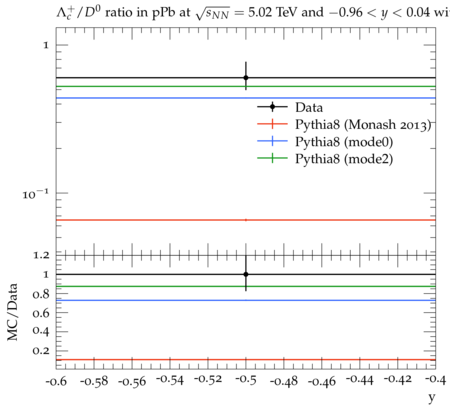 Λc+/D0 ratio in pPb at √sNN = 5.02 TeV and −0.96 < y < 0.04 wi
1
Data
Pythia8 (Monash 2013)
Pythia8 (mode0)
Pythia8 (mode2)
10−1
MC/Data
1.2
1
0.8
0.6
0.4
0.2
-0.6 -0.58 -0.56 -0.54 -0.52 -0.5 -0.48 -0.46 -0.44 -0.42 -0.4
y